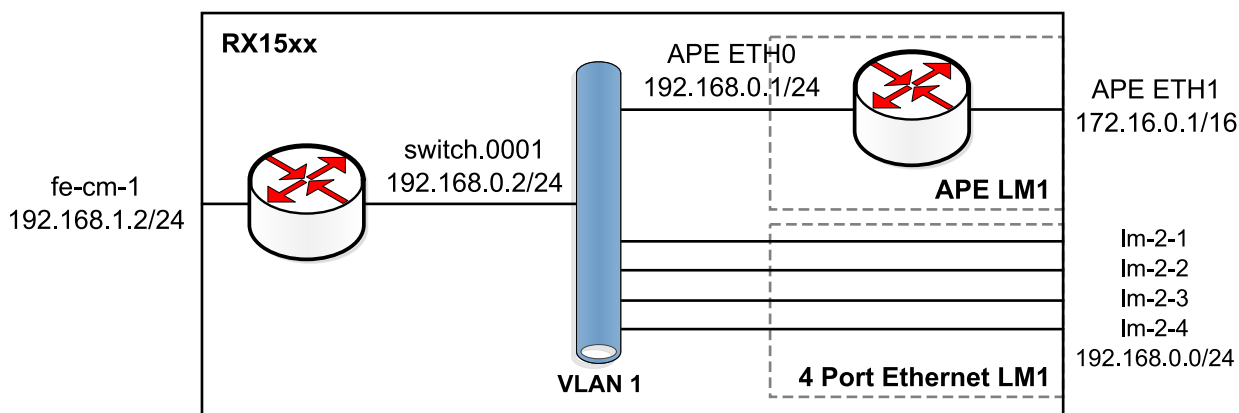 RX15xx
fe-cm-1
192.168.1.2/24
switch.0001
192.168.0.2/24
VLAN 1
APE ETH0
192.168.0.1/24
APE LM1
APE ETH1
172.16.0.1/16
lm-2-1
lm-2-2
lm-2-3
lm-2-4
192.168.0.0/24
4 Port Ethernet LM1